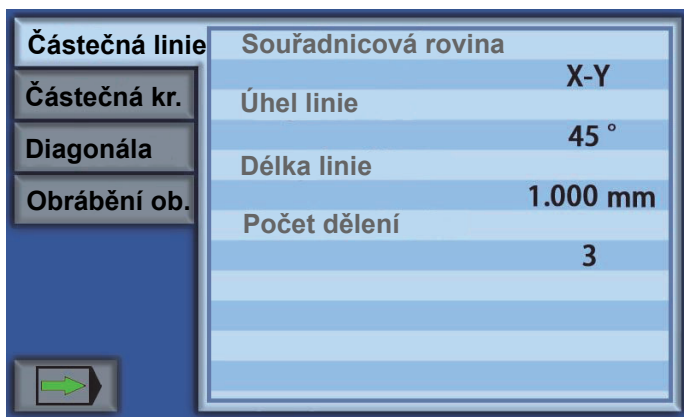 Částečná linie
Částečná kr.
Diagonála
Obrábění ob.
Souřadnicová rovina
X-Y
Úhel linie
45 °
Délka linie
1.000 mm
Počet dělení
3